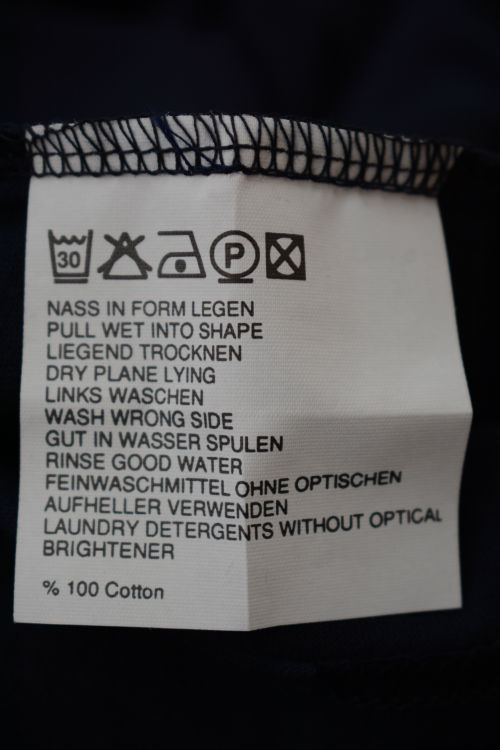 30 P
NASS IN FORM LEGEN
PULL WET INTO SHAPE
LIEGEND TROCKNEN
DRY PLANE LYING
LINKS WASCHEN
WASH WRONG SIDE
GUT IN WASSER SPULEN
RINSE GOOD WATER
FEINWASCHMITTEL OHNE OPTISCHEN
AUFHELLER VERWENDEN
LAUNDRY DETERGENTS WITHOUT OPTICAL
BRIGHTENER
% 100 Cotton